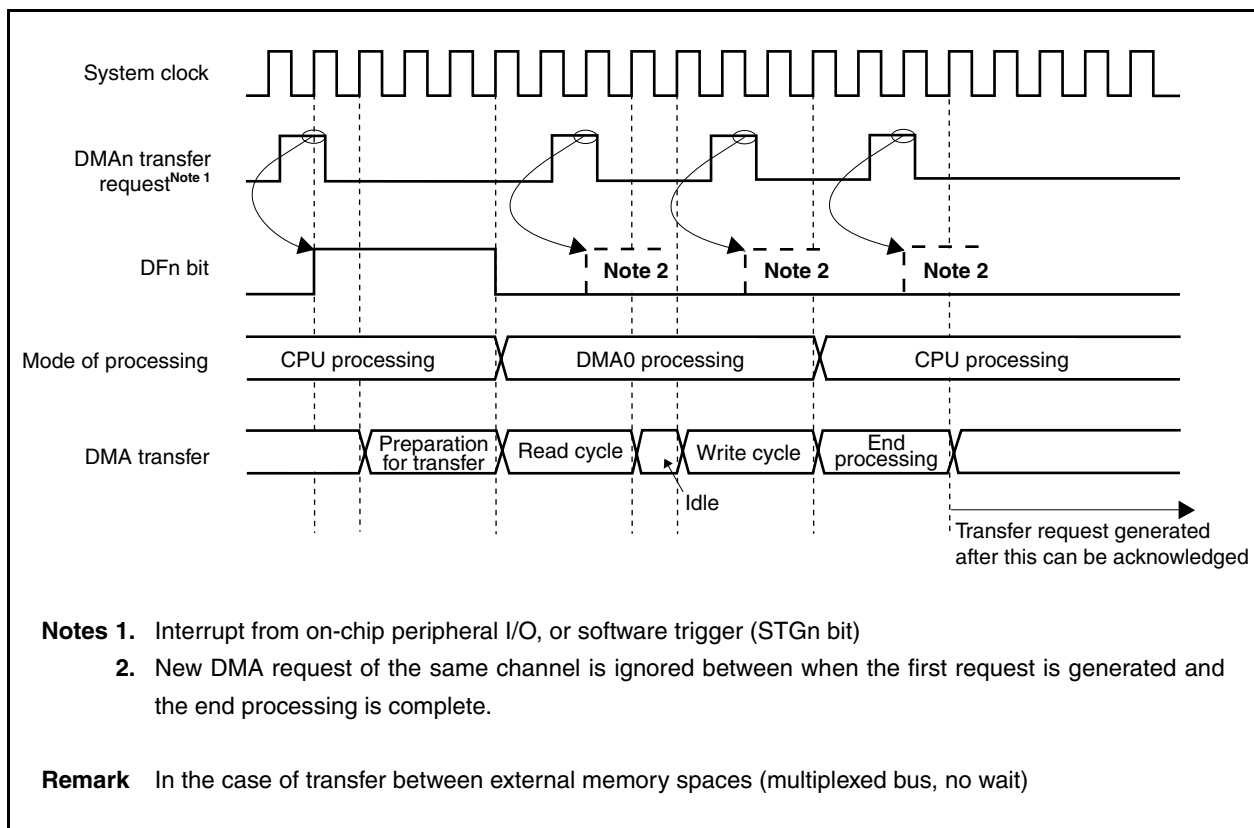 System clock
DMAn transfer
request Note 1
DFn bit
Note 2
Note 2
Note 2
Mode of processing
CPU processing
DMA0 processing
CPU processing
DMA transfer
Preparation
for transfer
Read cycle
Idle
Write cycle
End
processing
Transfer request generated
after this can be acknowledged
Notes 1. Interrupt from on-chip peripheral I/O, or software trigger (STGn bit)
2. New DMA request of the same channel is ignored between when the first request is generated and
the end processing is complete.
Remark In the case of transfer between external memory spaces (multiplexed bus, no wait)